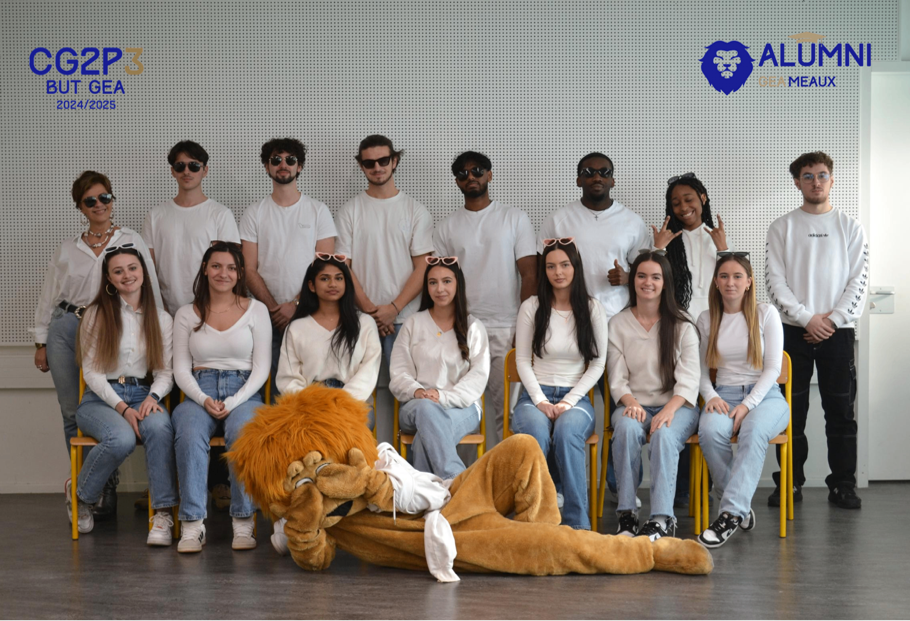 CG2P3
BUT GEA
2024/2025
ALUMNI
GEA MEAUX